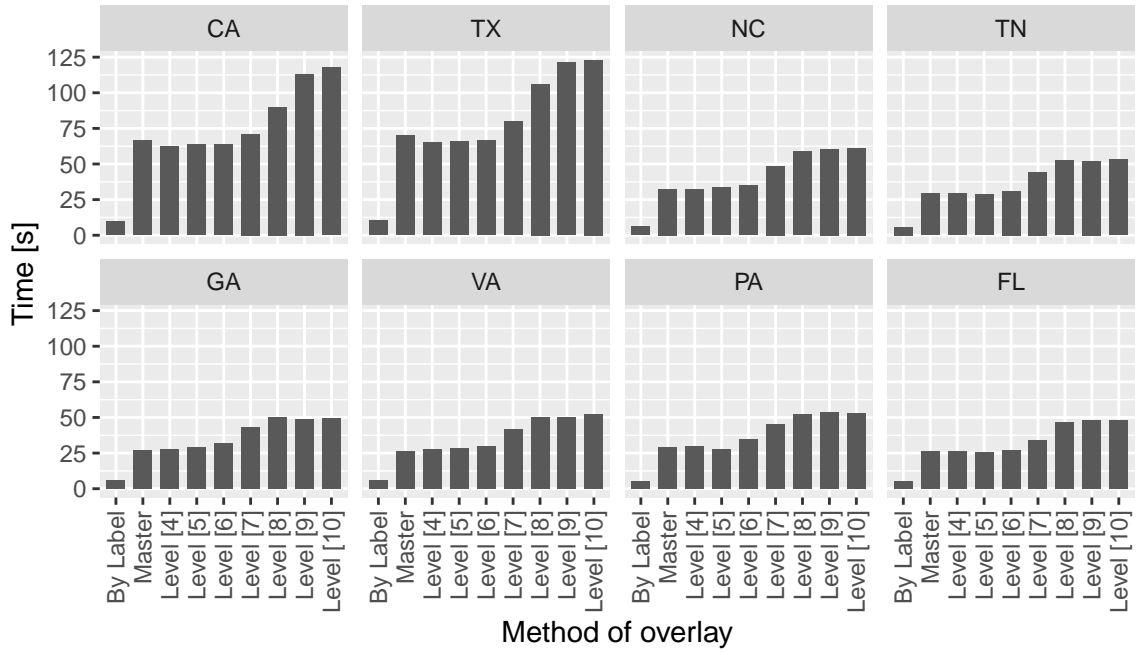 CA TX NC TN
125
100
75
50
25
0
GA VA PA FL
125
100
75
50
25
0
Time [s]
By Label Master Level [4] Level [5] Level [6] Level [7] Level [8] Level [9] Level [10] By Label Master Level [4] Level [5] Level [6] Level [7] Level [8] Level [9] Level [10] By Label Master Level [4] Level [5] Level [6] Level [7] Level [8] Level [9] Level [10] By Label Master Level [4] Level [5] Level [6] Level [7] Level [8] Level [9] Level [10]
Method of overlay